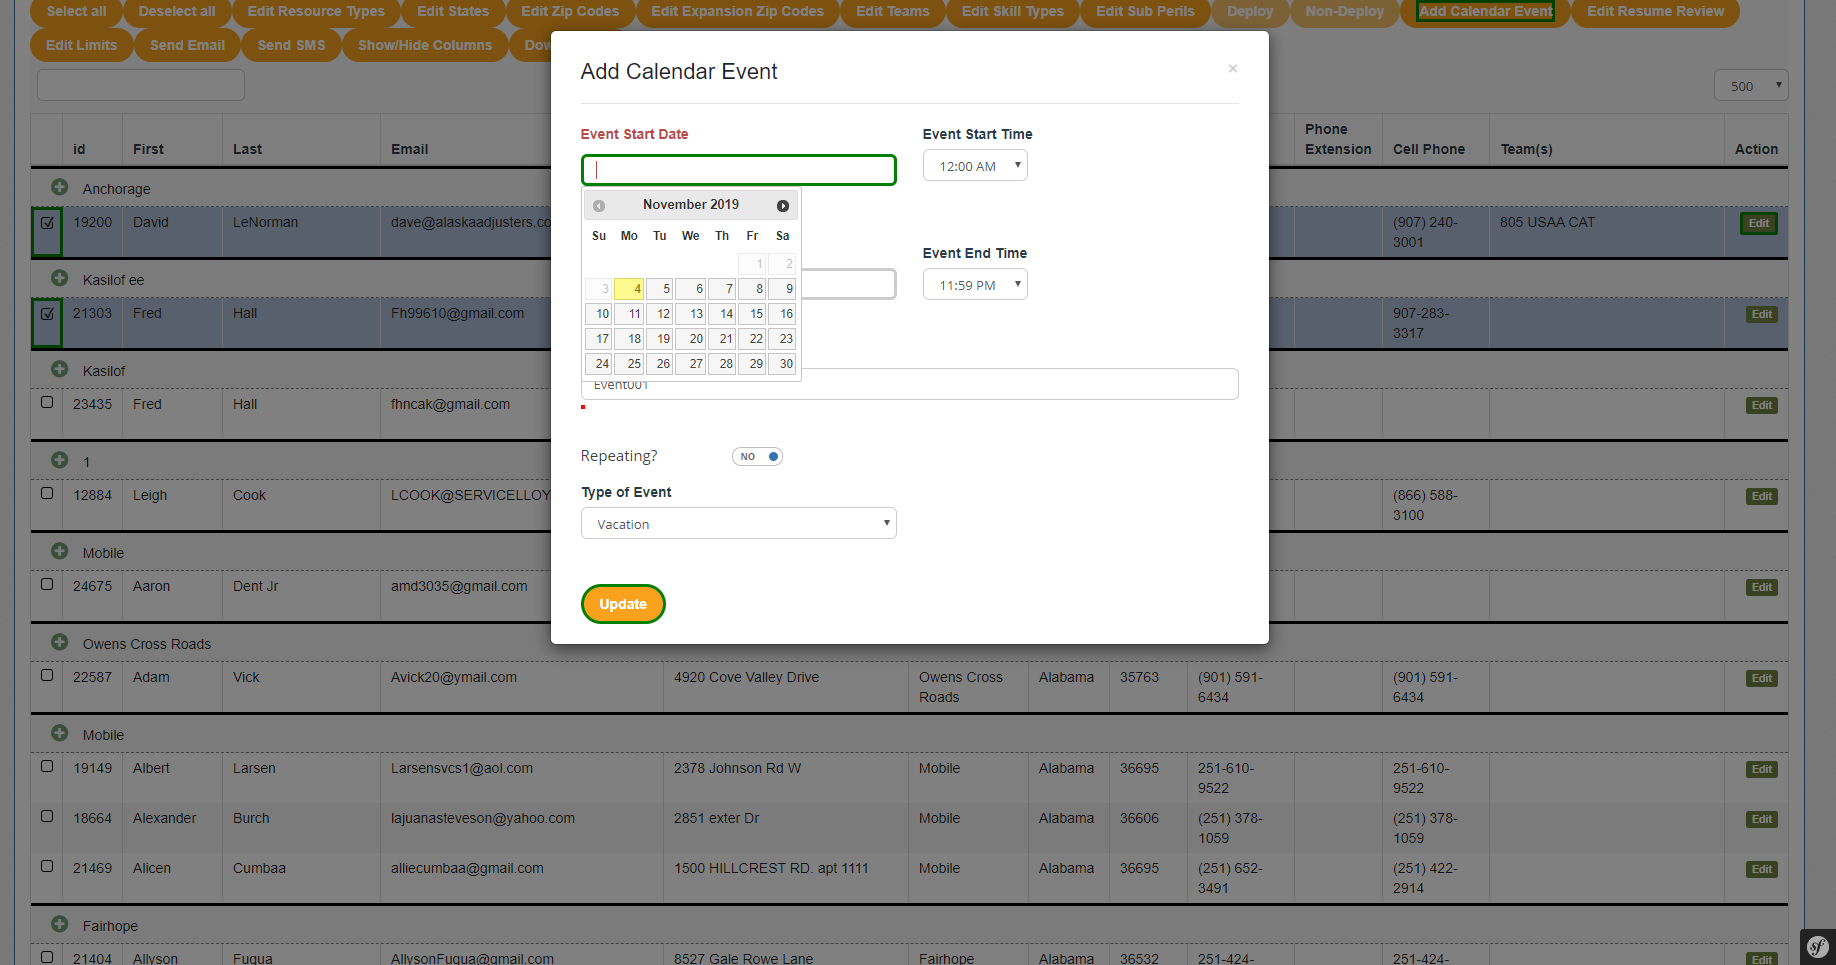 Select all Deselect all Edit Resource Types Edit States Edit Zip Codes Edit Expansion Zip Codes Edit Teams Edit Skill Types Edit Sub Perils Deploy Non-Deploy Add Calendar Event Edit Resume Review
Edit Limits Send Email Send SMS Show/Hide Columns Dow
500
Add Calendar Event ×
Event Start Date Event Start Time
12:00 AM
November 2019
Su Mo Tu We Th Fr Sa
1 2
3 4 5 6 7 8 9
10 11 12 13 14 15 16
17 18 19 20 21 22 23
24 25 26 27 28 29 30
Event End Time
11:59 PM
Event001
Repeating? NO
Type of Event
Vacation
Update
id First Last Email Phone Extension Cell Phone Team(s) Action
Anchorage
19200 David LeNorman dave@alaskaadjusters.co (907) 240- 805 USAA CAT Edit
3001
Kasilof ee
21303 Fred Hall Fh99610@gmail.com 907-283- Edit
3317
Kasilof
23435 Fred Hall fhncak@gmail.com Edit
1
12884 Leigh Cook LCOOK@SERVICELLOY (866) 588- Edit
3100
Mobile
24675 Aaron Dent Jr amd3035@gmail.com Edit
Owens Cross Roads
22587 Adam Vick Avick20@ymail.com 4920 Cove Valley Drive Owens Cross Alabama 35763 (901) 591- (901) 591- Edit
Roads 6434 6434
Mobile
19149 Albert Larsen Larsensvcs1@aol.com 2378 Johnson Rd W Mobile Alabama 36695 251-610- 251-610- Edit
9522 9522
18664 Alexander Burch lajuanasteveson@yahoo.com 2851 exter Dr Mobile Alabama 36606 (251) 378- (251) 378- Edit
1059 1059
21469 Alicen Cumbaa alliecumbaa@gmail.com 1500 HILLCREST RD. apt 1111 Mobile Alabama 36695 (251) 652- (251) 422- Edit
3491 2914
Fairhope
21404 Allyson Fuqua AllysonFuqua@gmail.com 8527 Gale Rowe Lane Fairhope Alabama 36532 251-424- 251-424- Edit
sf